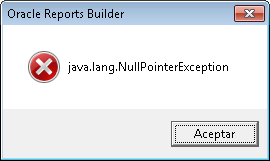 Oracle Reports Builder
java.lang.NullPointerException
Aceptar